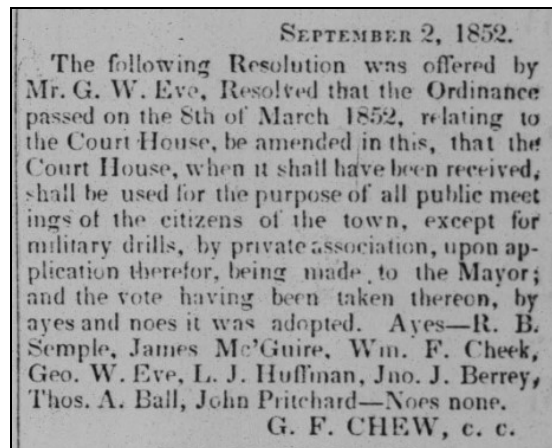 SEPTEMBER 2, 1852.
The following Resolution was offered by
Mr. G. W. Eve, Resolved that the Ordinance
passed on the 8th of March 1852, relating to
the Court House, be amended in this, that the
Court House, when it shall have been received,
shall be used for the purpose of all public meet
ings of the citizens of the town, except for
military drills, by private association, upon ap-
plication therefor, being made to the Mayor;
and the vote having been taken thereon, by
ayes and noes it was adopted. Ayes—R. B.
Semple, James Mc'Guire, Wm. F. Cheek,
Geo. W. Eve, L. J. Huffman, Jno. J. Berrey,
Thos. A. Ball, John Pritchard—Noes none.
G. F. CHEW, c. c.